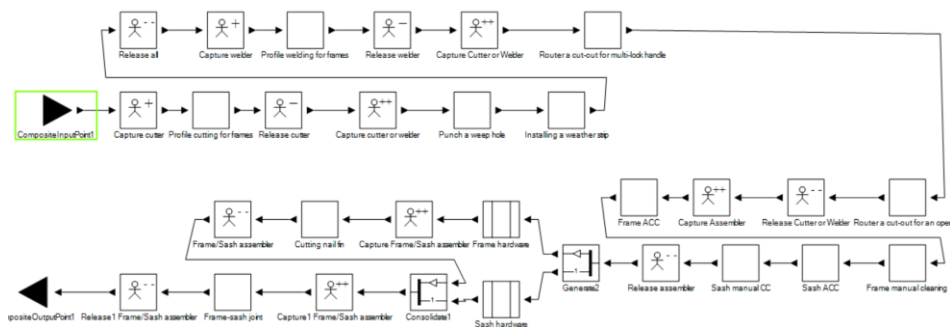 Release all
Capture welder
Profile welding for frames
Release welder
Capture Cutter or Welder
Router a cut-out for multi-lock handle
CompositeInputPoint1
Capture cutter
Profile cutting for frames
Release cutter
Capture cutter or welder
Punch a weep hole
Installing a weather strip
Frame ACC
Capture Assembler
Release Cutter or Welder
Router a cut-out for an oper
Frame/Sash assembler
Cutting nail fin
Capture Frame/Sash assembler
Frame hardware
Generate2
Release assembler
Sash manual CC
Sash ACC
Frame manual cleaning
ompositeOutputPoint1
Release1 Frame/Sash assembler
Frame-sash joint
Capture1 Frame/Sash assembler
Consolidate1
Sash hardware